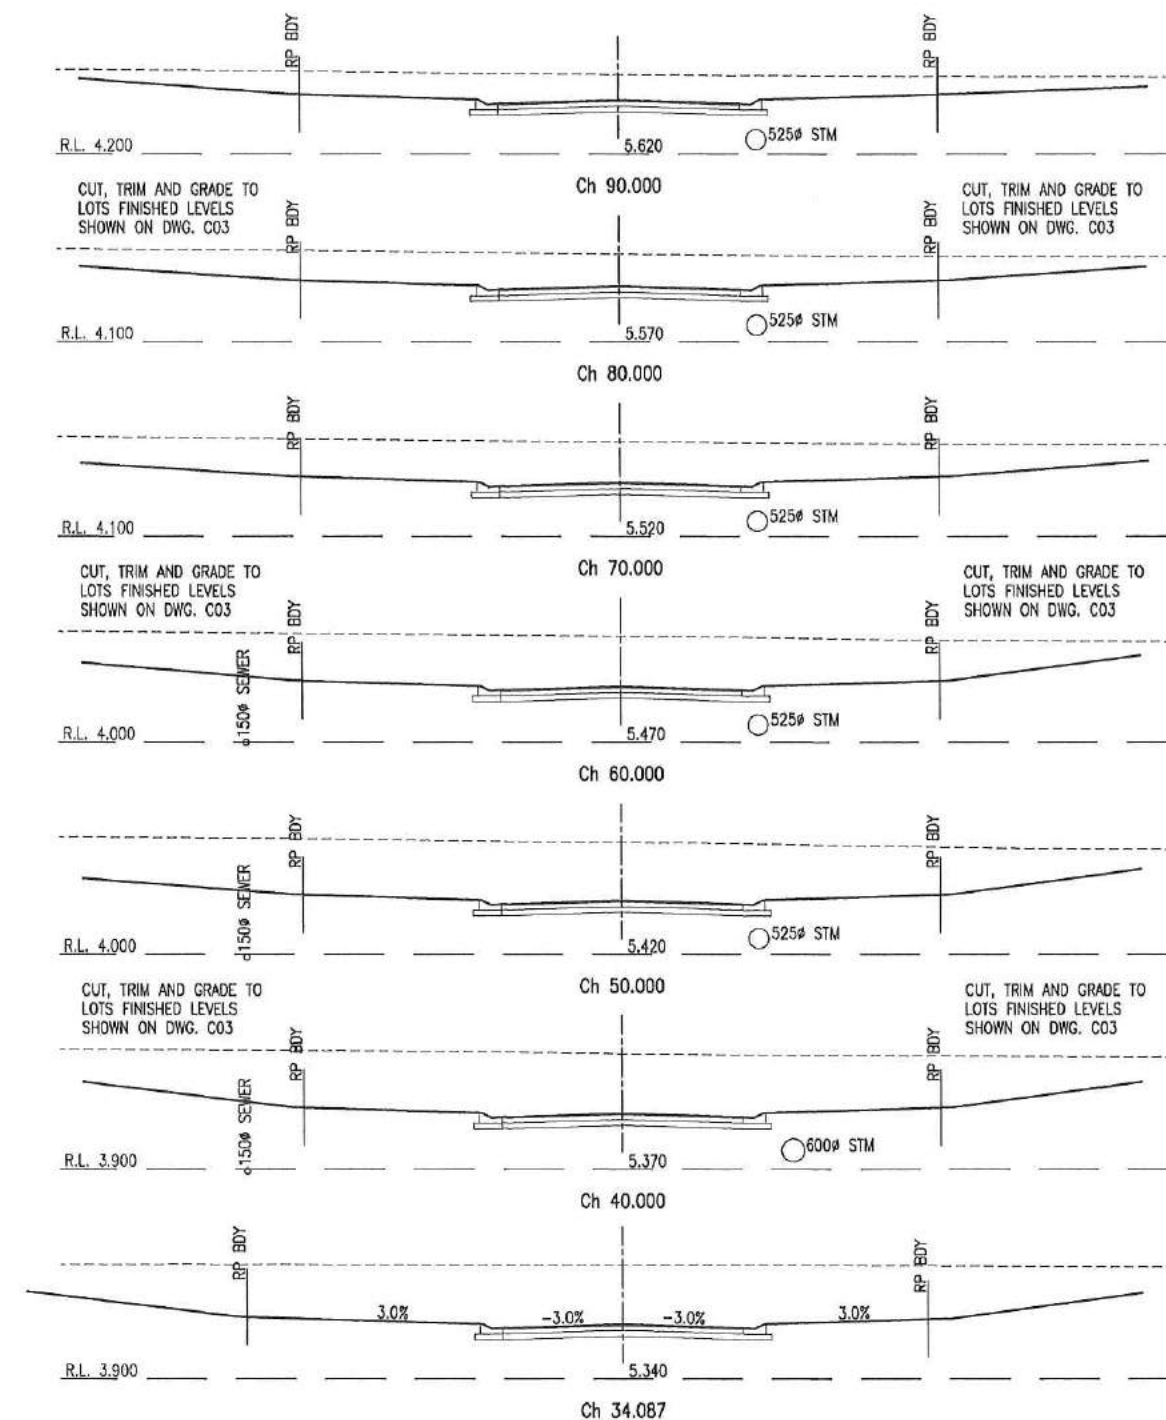 RP BDY
RP BDY
525ø STM
R.L. 4.200
5.620
Ch 90.000
CUT, TRIM AND GRADE TO
LOTS FINISHED LEVELS
SHOWN ON DWG. C03
RP BDY
RP BDY
CUT, TRIM AND GRADE TO
LOTS FINISHED LEVELS
SHOWN ON DWG. C03
525ø STM
R.L. 4.100
5.570
Ch 80.000
RP BDY
RP BDY
525ø STM
R.L. 4.100
5.520
Ch 70.000
CUT, TRIM AND GRADE TO
LOTS FINISHED LEVELS
SHOWN ON DWG. C03
RP BDY
RP BDY
CUT, TRIM AND GRADE TO
LOTS FINISHED LEVELS
SHOWN ON DWG. C03
150ø SEWER
525ø STM
R.L. 4.000
5.470
Ch 60.000
RP BDY
RP BDY
150ø SEWER
525ø STM
R.L. 4.000
5.420
Ch 50.000
CUT, TRIM AND GRADE TO
LOTS FINISHED LEVELS
SHOWN ON DWG. C03
RP BDY
RP BDY
CUT, TRIM AND GRADE TO
LOTS FINISHED LEVELS
SHOWN ON DWG. C03
150ø SEWER
600ø STM
R.L. 3.900
5.370
Ch 40.000
RP BDY
RP BDY
3.0%
-3.0%
-3.0%
3.0%
R.L. 3.900
5.340
Ch 34.087